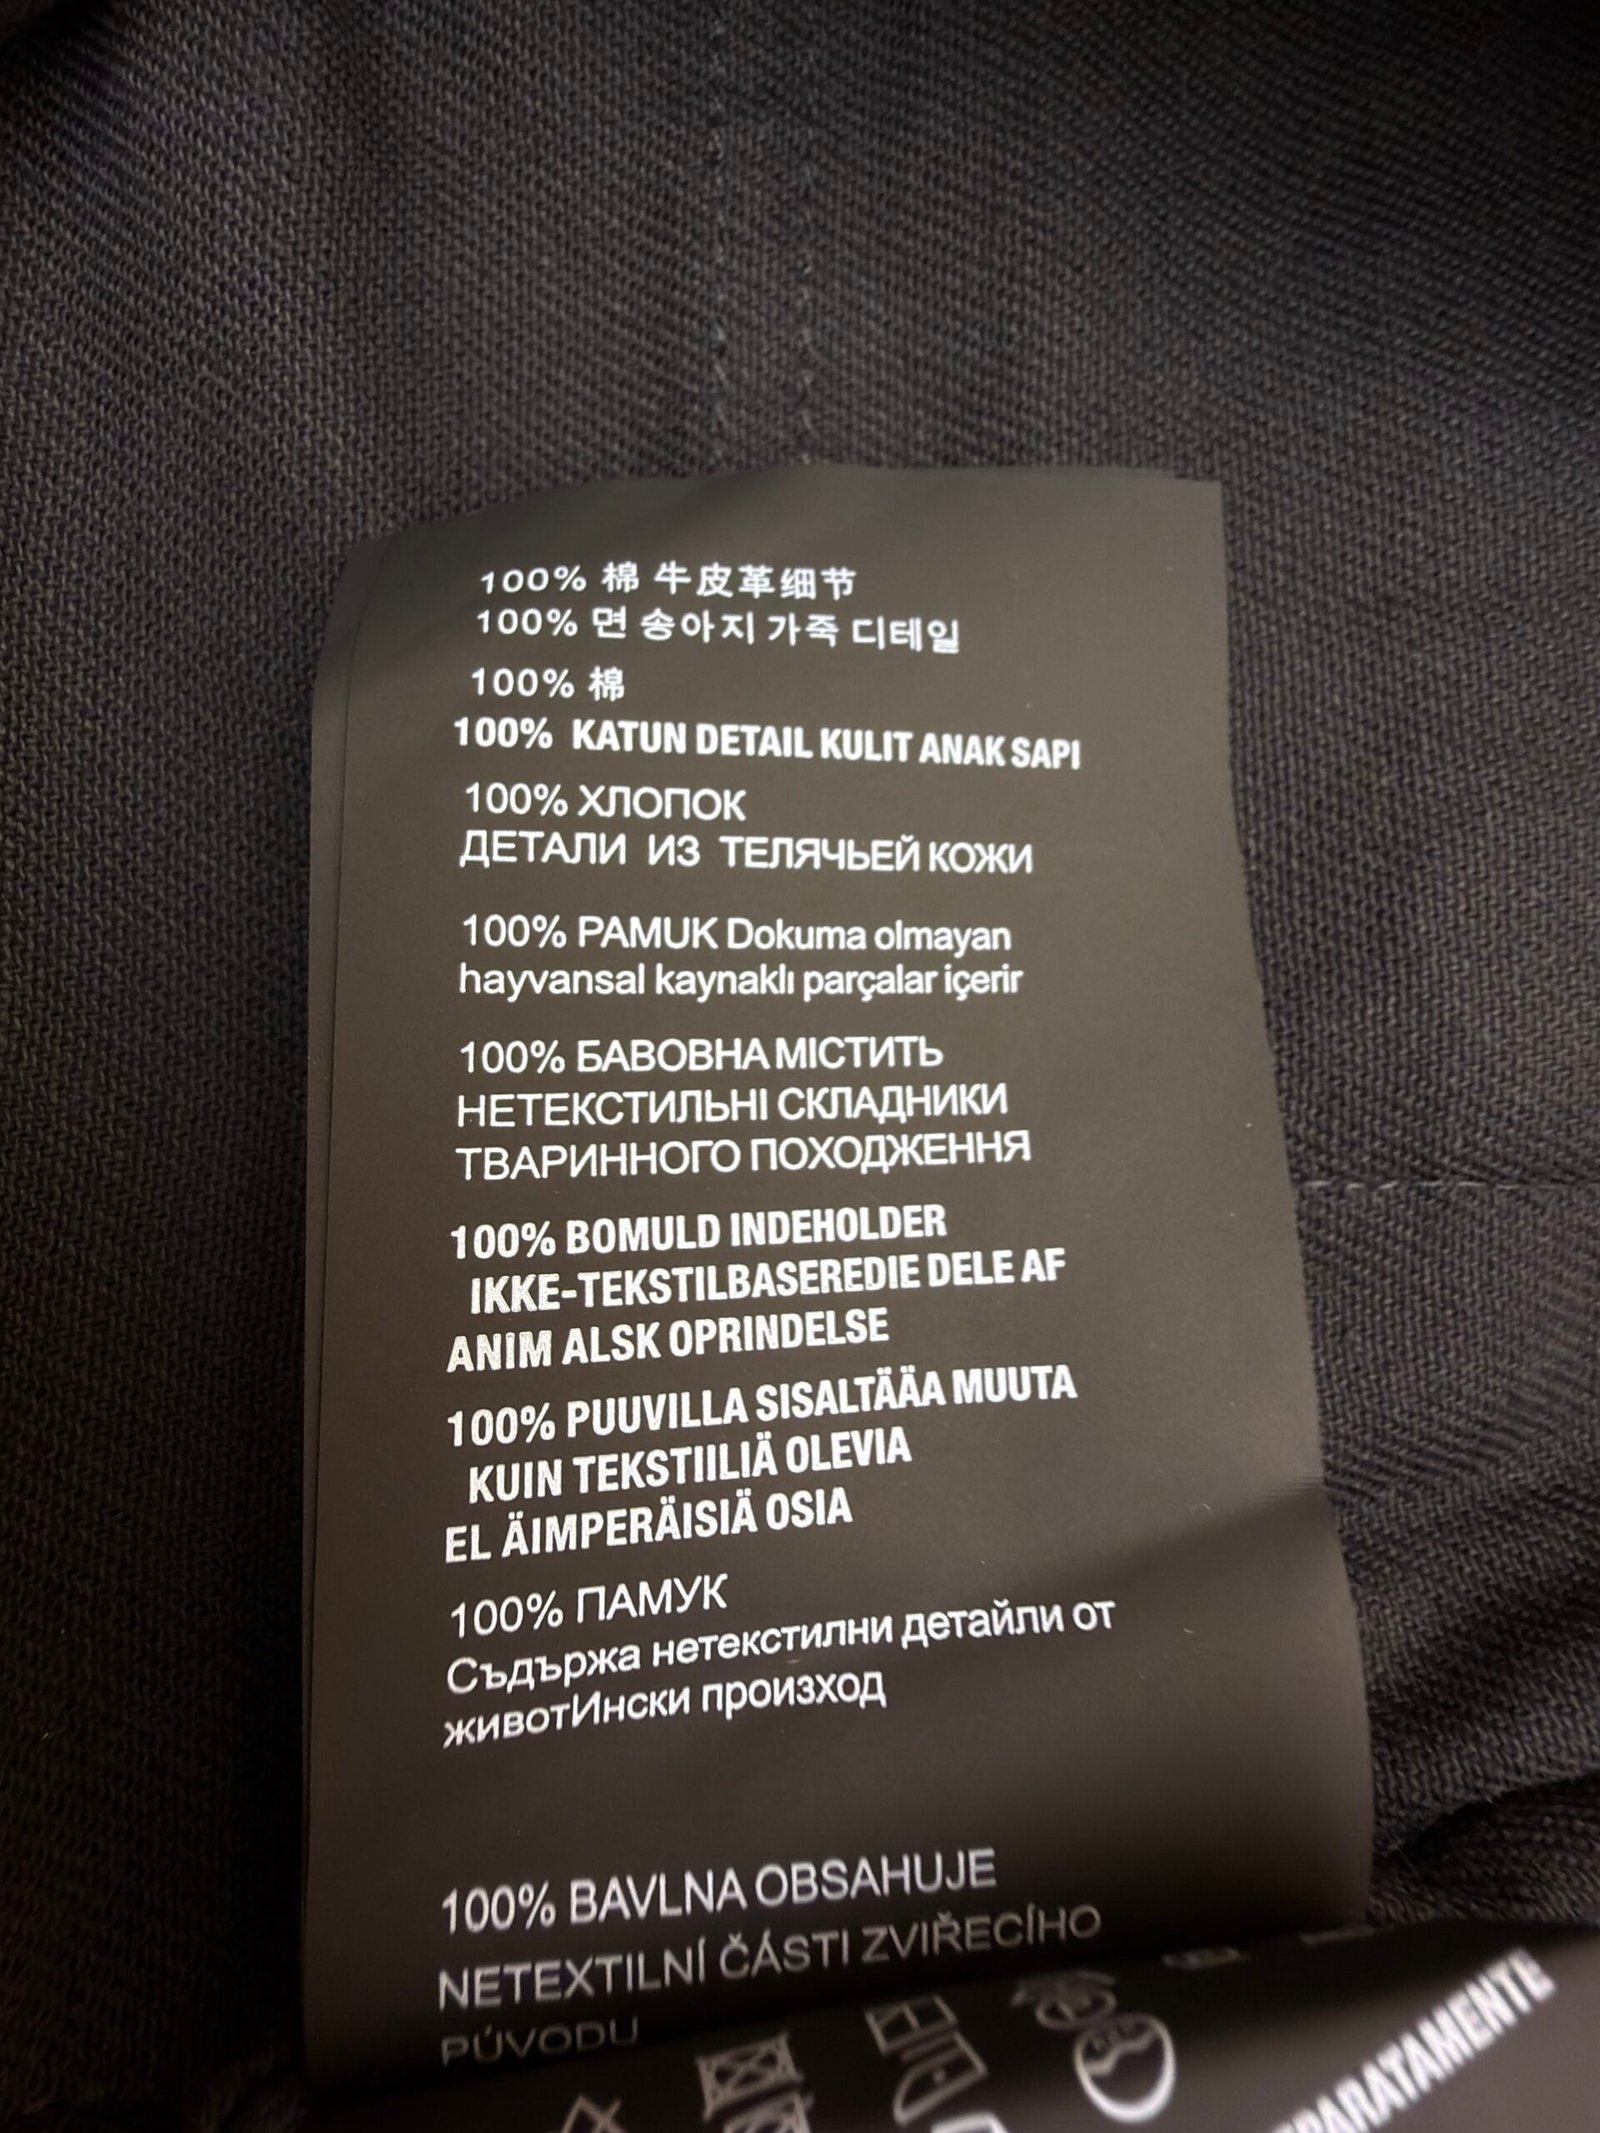 100% 棉 牛皮革细节
100% 면 송아지 가죽 디테일
100% 棉
100% KATUN DETAIL KULIT ANAK SAPI
100% ХЛОПОК
ДЕТАЛИ ИЗ ТЕЛЯЧЬЕЙ КОЖИ
100% PAMUK Dokuma olmayan
hayvansal kaynaklı parçalar içerir
100% БАВОВНА МІСТИТЬ
НЕТЕКСТИЛЬНІ СКЛАДНИКИ
ТВАРИННОГО ПОХОДЖЕННЯ
100% BOMULD INDEHOLDER
IKKE-TEKSTILBASEREDIE DELE AF
ANIM ALSK OPRINDELSE
100% PUUVILLA SISALTÄÄA MUUTA
KUIN TEKSTIILIÄ OLEVIA
EL ÄIMPERÄISIÄ OSIA
100% ПАМУК
Съдържа нетекстилни детайли от
животИнски произход
100% BAVLNA OBSAHUJE
NETEXTILNÍ ČÁSTI ZVIŘECÍHO
PÚVODU